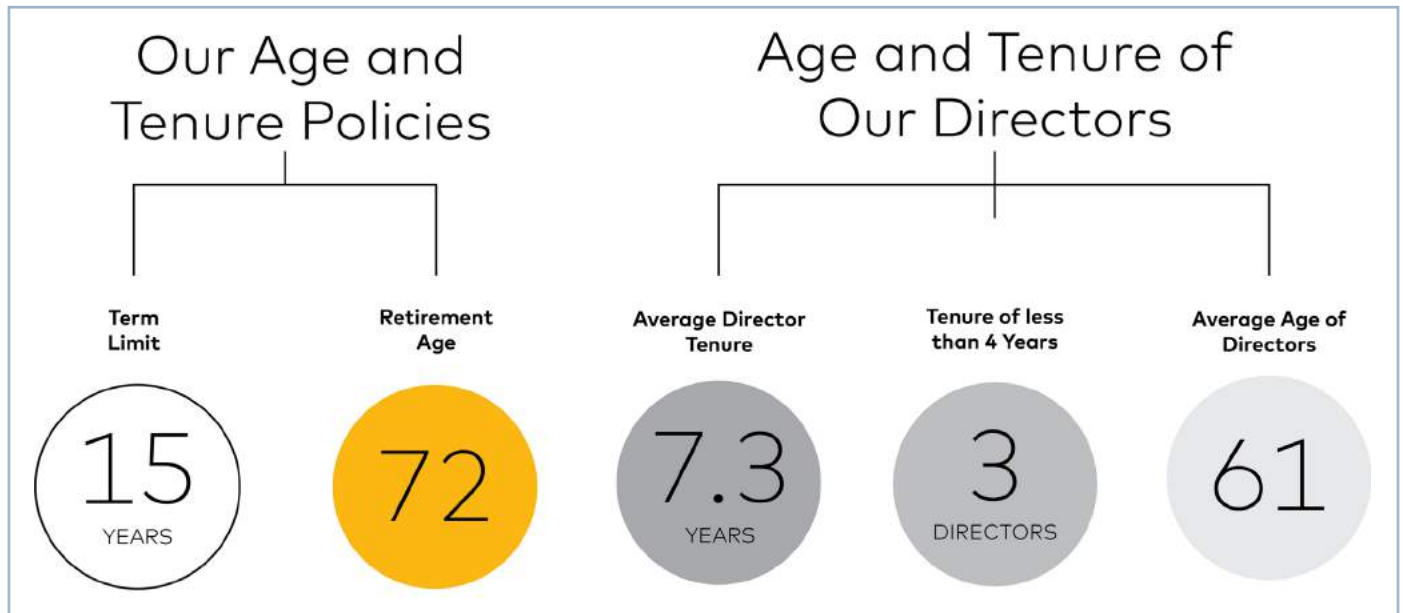 Our Age and
Tenure Policies
Term
Limit
15
YEARS
Retirement
Age
72
Age and Tenure of
Our Directors
Average Director
Tenure
7.3
YEARS
Tenure of less
than 4 Years
3
DIRECTORS
Average Age of
Directors
61